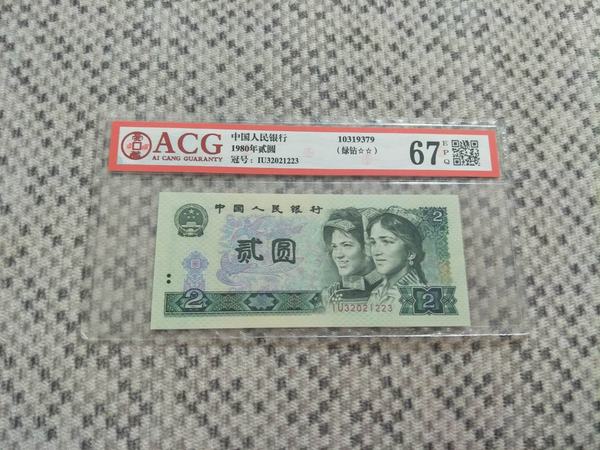 ACG
AI CANG GUARANTY
中国人民银行
1980年贰圆
冠号：IU32021223
10319379
（绿钻☆☆）
67
EPQ
中国人民银行
贰圆
2
2
2
IU32021223